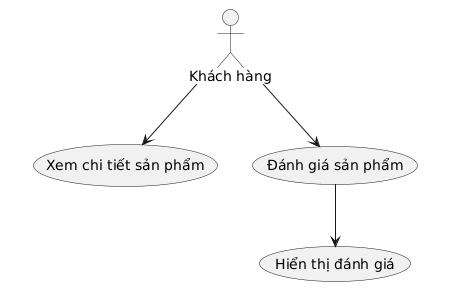 Khách hàng
Xem chi tiết sản phẩm
Đánh giá sản phẩm
Hiển thị đánh giá